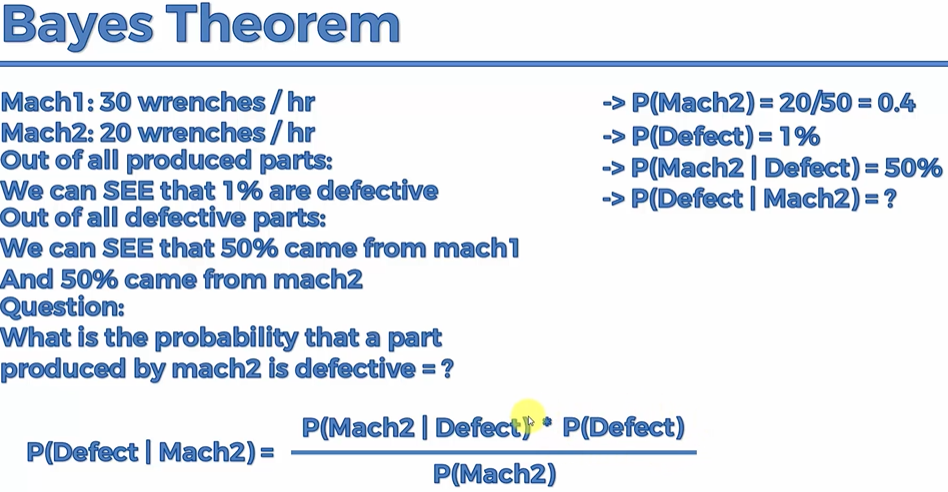 Bayes Theorem
Mach1: 30 wrenches / hr
Mach2: 20 wrenches / hr
Out of all produced parts:
We can SEE that 1% are defective
Out of all defective parts:
We can SEE that 50% came from mach1
And 50% came from mach2
Question:
What is the probability that a part
produced by mach2 is defective = ?
-> P(Mach2) = 20/50 = 0.4
-> P(Defect) = 1%
-> P(Mach2 | Defect) = 50%
-> P(Defect | Mach2) = ?
P(Mach2 | Defect) * P(Defect)
P(Defect | Mach2) =
P(Mach2)